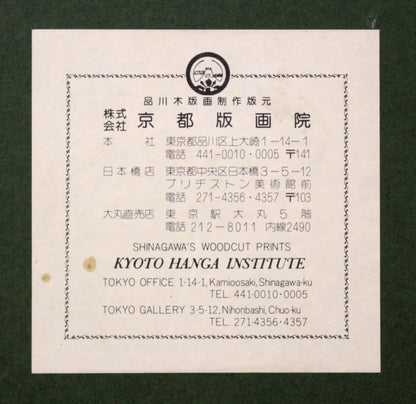 品川木版画制作版元
株式会社 京都版画院
本社 東京都品川区上大崎1-14-1
電話 441-0010・0005 〒141
日本橋店 東京都中央区日本橋3-5-12
ブリヂストン美術館前
電話 271-4356・4357 〒103
大丸直売店 東京駅大丸5階
電話 212-8011 内線2490
SHINAGAWA'S WOODCUT PRINTS
KYOTO HANGA INSTITUTE
TOKYO OFFICE 1-14-1, Kamioosaki, Shinagawa-ku
TEL. 441-0010・0005
TOKYO GALLERY 3-5-12, Nihonbashi, Chuo-ku
TEL. 271-4356・4357